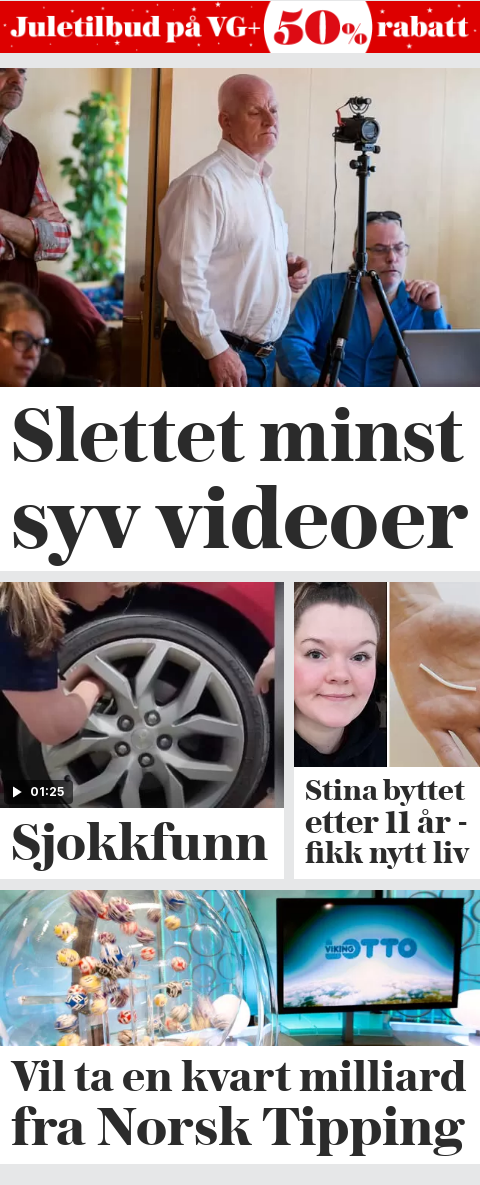 Juletilbud på VG+ 50% rabatt
Slettet minst
syv videoer
01:25
Sjokkfunn
Stina byttet
etter 11 år -
fikk nytt liv
VIKING LOTTO
Vil ta en kvart milliard
fra Norsk Tipping